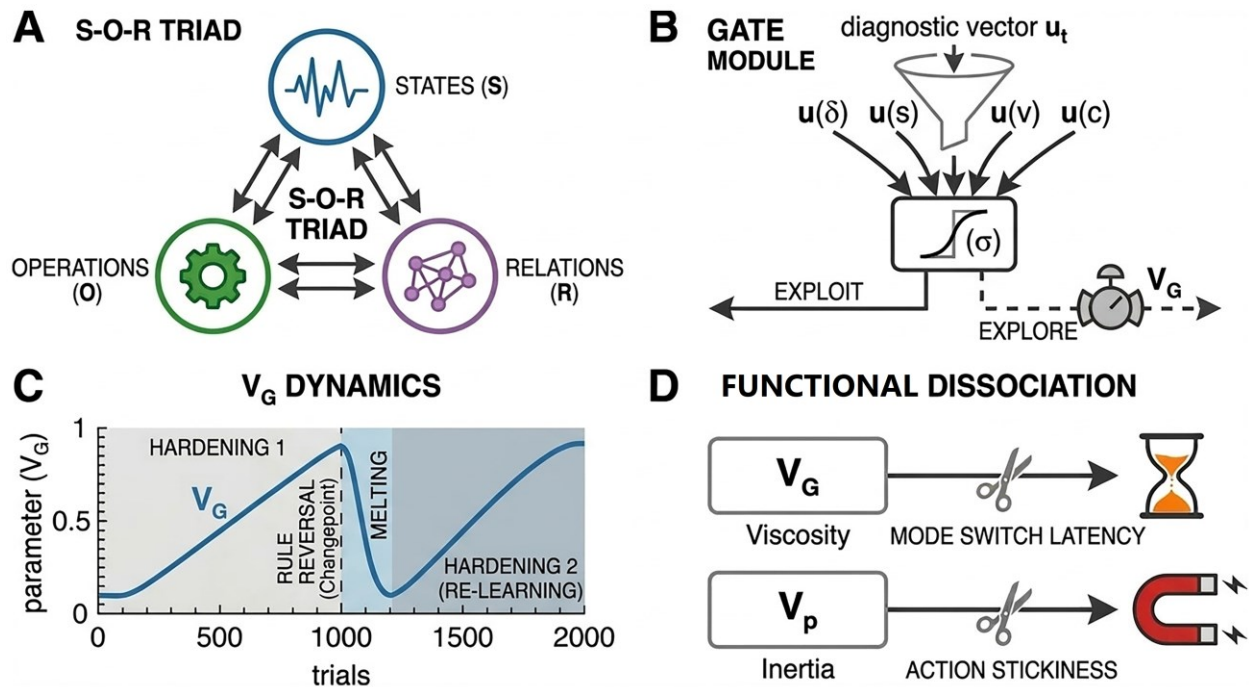 A S-O-R TRIAD
STATES (S)
S-O-R
TRIAD
OPERATIONS
(O)
RELATIONS
(R)
B GATE
MODULE
diagnostic vector uₜ
u(δ) u(s) u(v) u(c)
(σ)
EXPLOIT
EXPLORE
V_G
C V_G DYNAMICS
parameter (V_G)
1
0.5
0
HARDENING 1
V_G
RULE
REVERSAL
(Changepoint)
MELTING
HARDENING 2
(RE-LEARNING)
0 500 1000 1500 2000
trials
D FUNCTIONAL DISSOCIATION
V_G
Viscosity
MODE SWITCH LATENCY
V_p
Inertia
ACTION STICKINESS